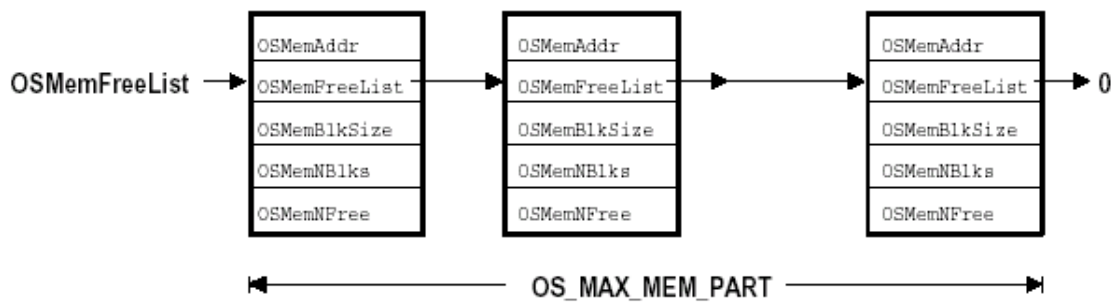 OSMemAddr OSMemAddr OSMemAddr
OSMemFreeList OSMemFreeList OSMemFreeList OSMemFreeList 0
OSMemBlkSize OSMemBlkSize OSMemBlkSize
OSMemNBlks OSMemNBlks OSMemNBlks
OSMemNFree OSMemNFree OSMemNFree
OS_MAX_MEM_PART